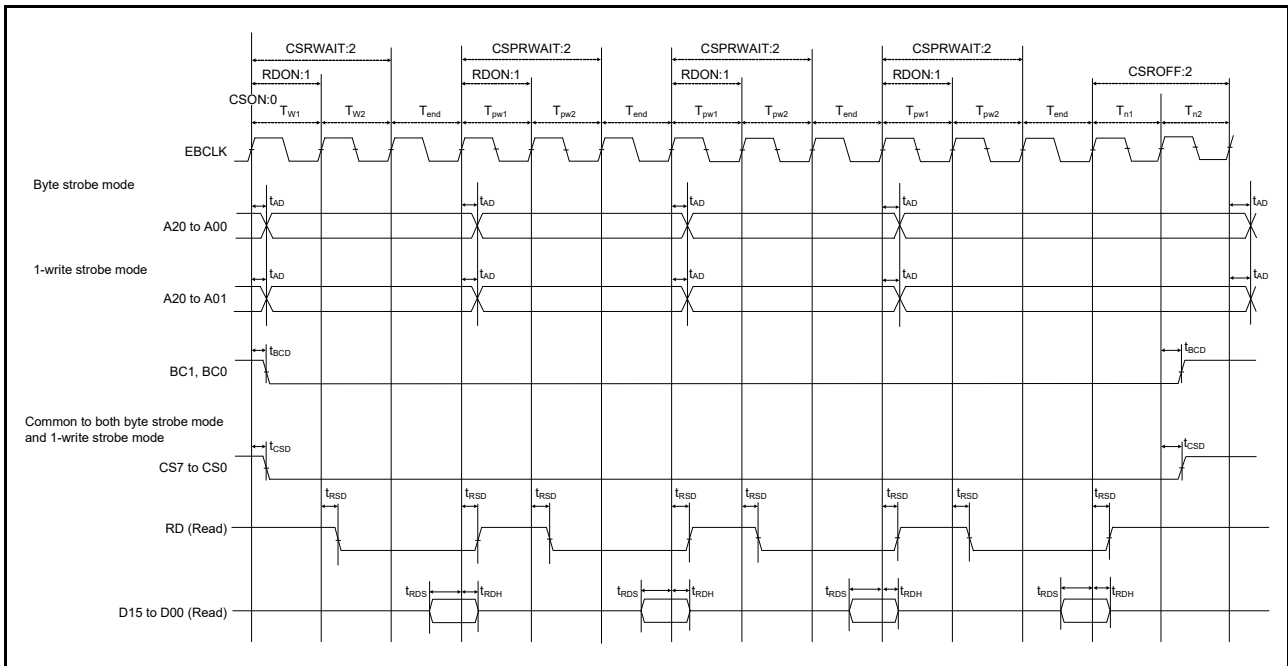 CSRWAIT:2 CSPRWAIT:2 CSPRWAIT:2 CSPRWAIT:2
RDON:1 RDON:1 RDON:1 RDON:1 CSROFF:2
CSON:0
TW1 TW2 Tend Tpw1 Tpw2 Tend Tpw1 Tpw2 Tend Tpw1 Tpw2 Tend Tn1 Tn2
EBCLK
Byte strobe mode
tAD tAD tAD tAD tAD
A20 to A00
1-write strobe mode
tAD tAD tAD tAD tAD
A20 to A01
tBCD tBCD
BC1, BC0
Common to both byte strobe mode
and 1-write strobe mode
tCSD tCSD
CS7 to CS0
tRSD tRSD tRSD tRSD tRSD tRSD tRSD tRSD
RD (Read)
tRDS tRDH tRDS tRDH tRDS tRDH tRDS tRDH
D15 to D00 (Read)